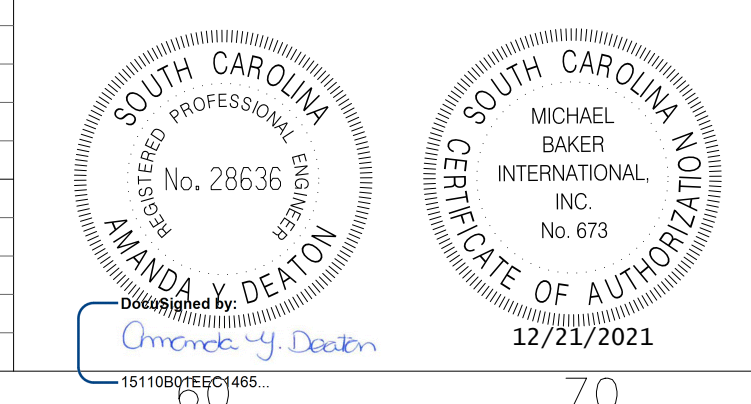 SOUTH CAROLINA
REGISTERED PROFESSIONAL ENGINEER
No. 28636
AMANDA Y. DEATON
DocuSigned by:
Amanda Y. Deaton
15110B01EEC1465...
60
SOUTH CAROLINA
MICHAEL
BAKER
INTERNATIONAL,
INC.
No. 673
CERTIFICATE OF AUTHORIZATION
12/21/2021
70